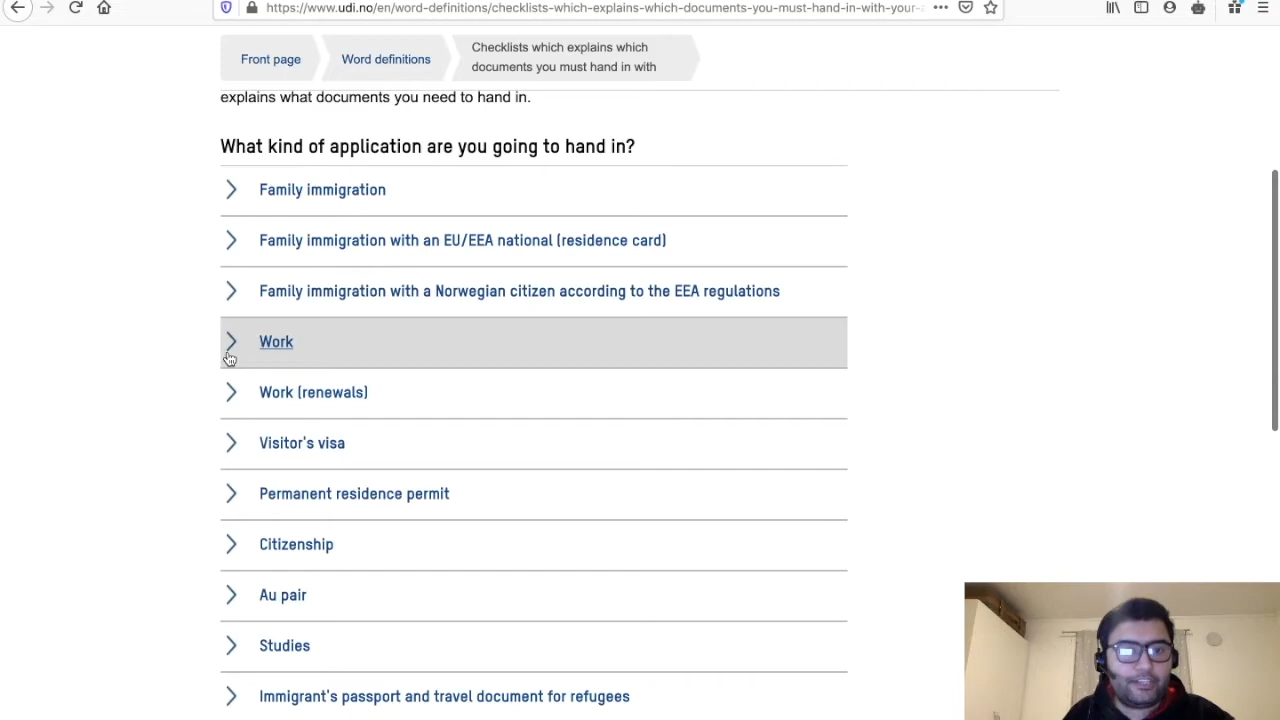 https://www.udi.no/en/word-definitions/checklists-which-explains-which-documents-you-must-hand-in-with-your-a
Front page
Word definitions
Checklists which explains which
documents you must hand in with
explains what documents you need to hand in.
What kind of application are you going to hand in?
Family immigration
Family immigration with an EU/EEA national (residence card)
Family immigration with a Norwegian citizen according to the EEA regulations
Work
Work (renewals)
Visitor's visa
Permanent residence permit
Citizenship
Au pair
Studies
Immigrant's passport and travel document for refugees